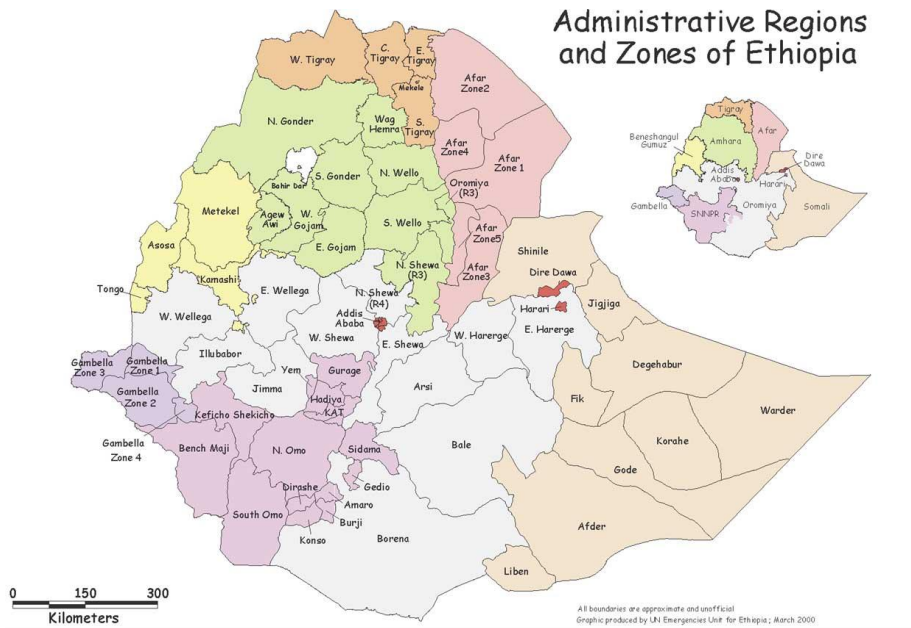 Administrative Regions
and Zones of Ethiopia
W. Tigray
C.
Tigray
E.
Tigray
Mekele
S.
Tigray
Afar
Zone2
N. Gonder
Wag
Hemra
Afar
Zone4
Afar
Zone 1
Bahir Dar
S. Gonder
N. Wello
Oromiya
(R3)
Metekel
Agew
Awi
W.
Gojam
S. Wello
Afar
Zone5
E. Gojam
Asosa
Kamashi
N. Shewa
(R3)
Afar
Zone3
Shinile
Dire Dawa
Tongo
E. Wellega
N. Shewa
(R4)
Addis
Ababa
Harari
Jigjiga
W. Wellega
W. Shewa
E. Shewa
W. Harerge
E. Harerge
Illubabor
Yem
Gurage
Degehabur
Gambella
Zone 3
Gambella
Zone 1
Gambella
Zone 2
Jimma
Hadiya
KAT
Arsi
Fik
Warder
Kefficho Shekicho
Gambella
Zone 4
Bench Maji
N. Omo
Sidama
Bale
Korahe
Gode
Dirashe
Gedio
Amaro
South Omo
Burji
Konso
Borena
Afder
Liben
Tigray
Beneshangul
Gumuz
Amhara
Afar
Dire
Dawa
Addis
Ababa
Harari
Gambella
SNNPR
Oromiya
Somali
0 150 300
Kilometers
All boundaries are approximate and unofficial
Graphic produced by UN Emergencies Unit for Ethiopia; March 2000